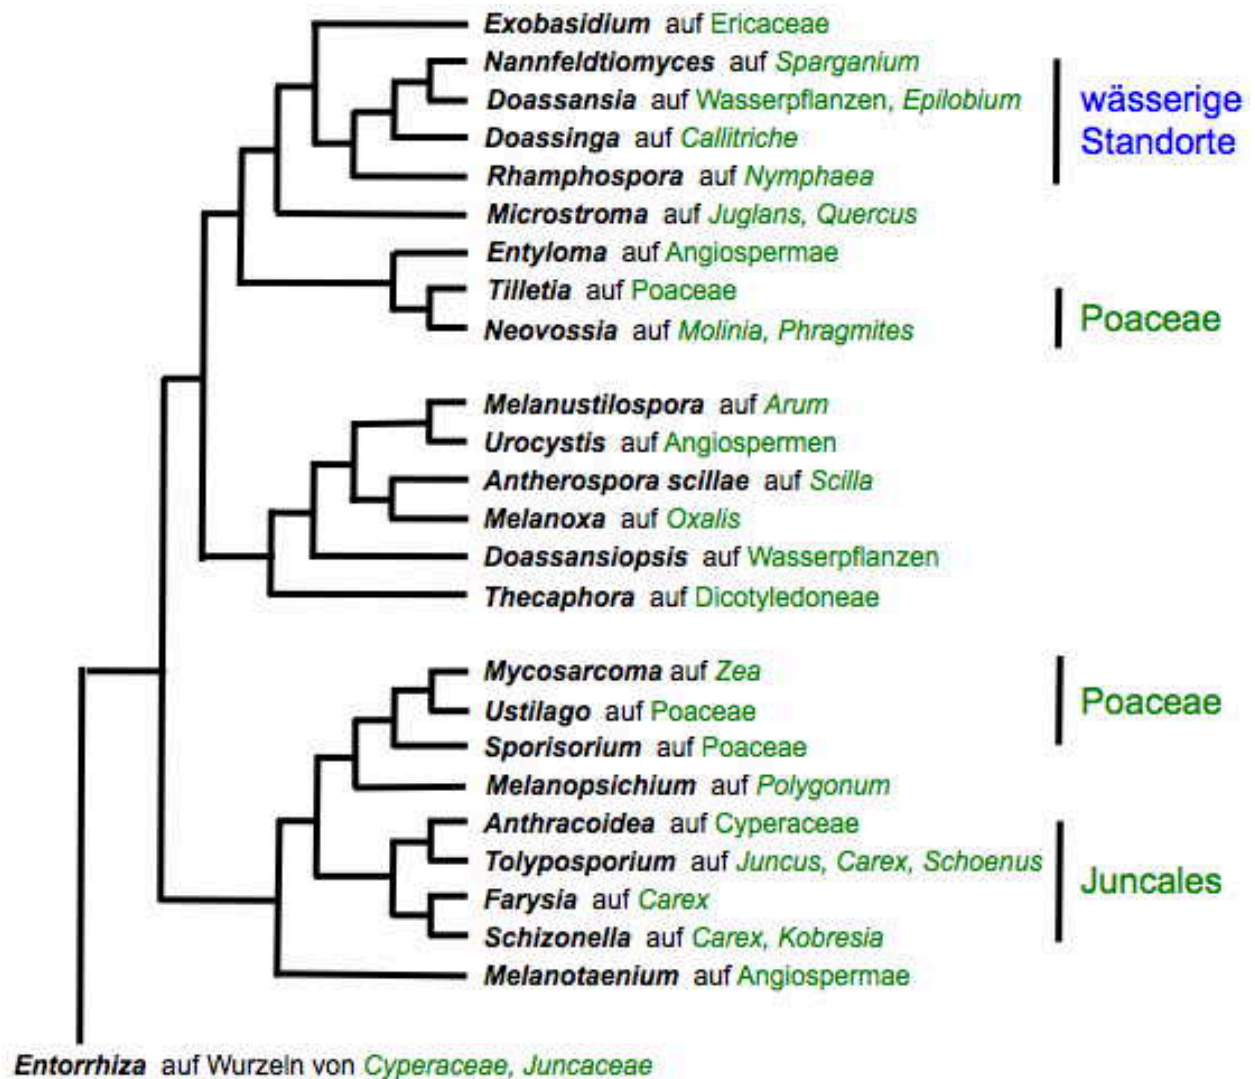 Exobasidium auf Ericaceae
Nannfeldtiomyces auf Sparganium
Doassansia auf Wasserpflanzen, Epilobium
wässerige
Standorte
Doassinga auf Callitriche
Rhamphospora auf Nymphaea
Microstroma auf Juglans, Quercus
Entyloma auf Angiospermae
Tilletia auf Poaceae
Poaceae
Neovossia auf Molinia, Phragmites
Melanustilospora auf Arum
Urocystis auf Angiospermen
Antherospora scillae auf Scilla
Melanoxa auf Oxalis
Doassansiopsis auf Wasserpflanzen
Thecaphora auf Dicotyledoneae
Mycosarcoma auf Zea
Ustilago auf Poaceae
Poaceae
Sporisorium auf Poaceae
Melanopsichium auf Polygonum
Anthracoidea auf Cyperaceae
Tolyposporium auf Juncus, Carex, Schoenus
Juncales
Farysia auf Carex
Schizonella auf Carex, Kobresia
Melanotaenium auf Angiospermae
Entorrhiza auf Wurzeln von Cyperaceae, Juncaceae